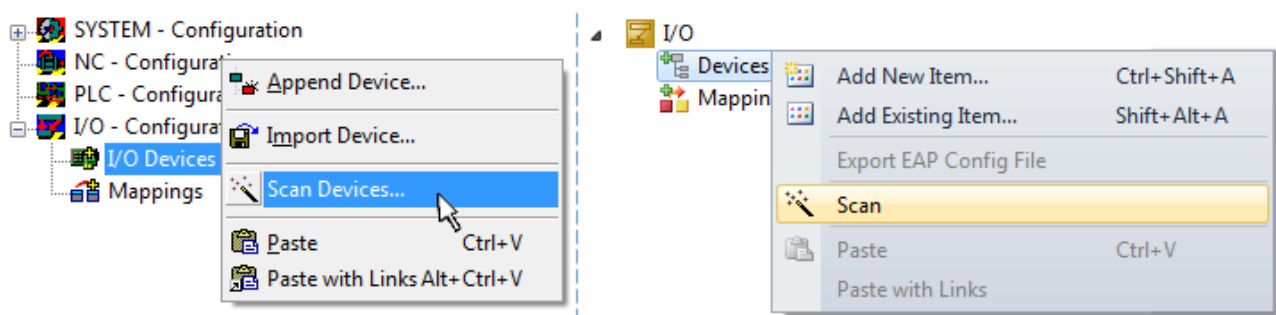 SYSTEM - Configuration
NC - Configurat
PLC - Configura
I/O - Configurat
I/O Devices
Mappings
Append Device...
Import Device...
Scan Devices...
Paste Ctrl+V
Paste with Links Alt+Ctrl+V
I/O
Devices
Mappin
Add New Item... Ctrl+Shift+A
Add Existing Item... Shift+Alt+A
Export EAP Config File
Scan
Paste Ctrl+V
Paste with Links